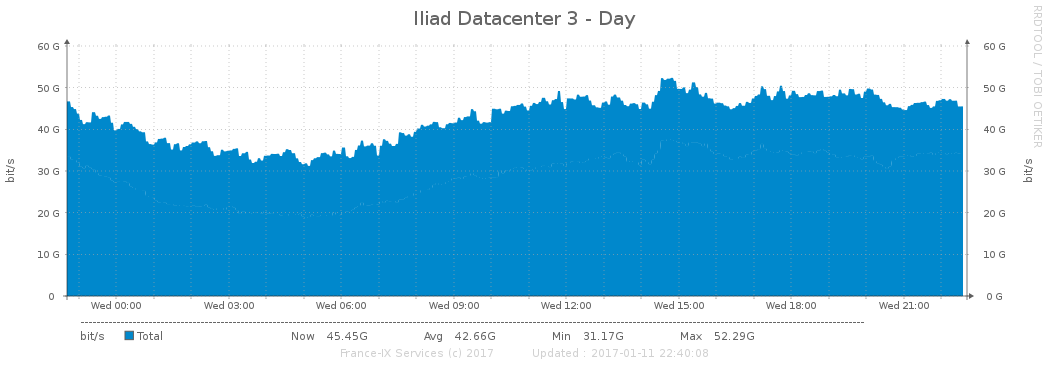 Iliad Datacenter 3 - Day
RRDTOOL / TOBI OETIKER
60 G 60 G
50 G 50 G
40 G 40 G
30 G 30 G
20 G 20 G
10 G 10 G
0 0 G
bit/s bit/s
Wed 00:00 Wed 03:00 Wed 06:00 Wed 09:00 Wed 12:00 Wed 15:00 Wed 18:00 Wed 21:00
bit/s Total Now 45.45G Avg 42.66G Min 31.17G Max 52.29G
France-IX Services (c) 2017 Updated : 2017-01-11 22:40:08